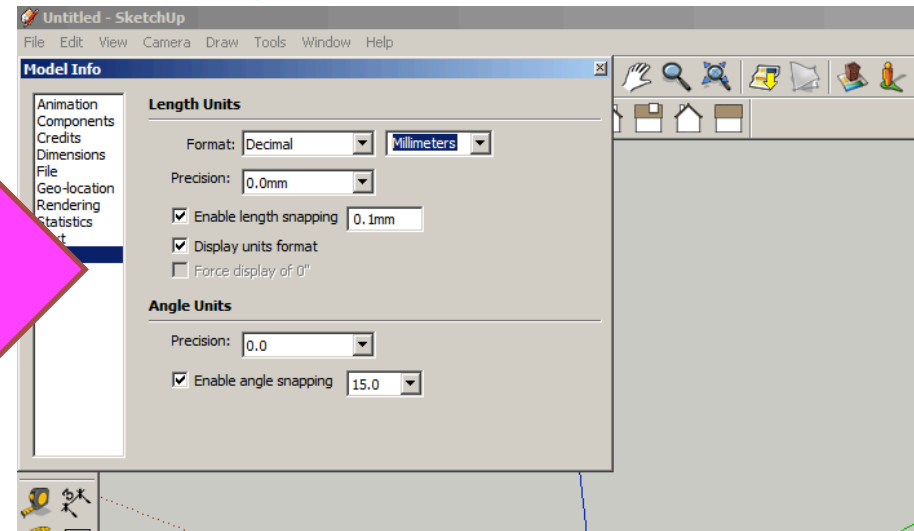 Untitled - SketchUp
File Edit View Camera Draw Tools Window Help
Model Info
Animation
Components
Credits
Dimensions
File
Geo-location
Rendering
Statistics
Length Units
Format: Decimal Millimeters
Precision: 0.0mm
Enable length snapping 0.1mm
Display units format
Force display of 0"
Angle Units
Precision: 0.0
Enable angle snapping 15.0